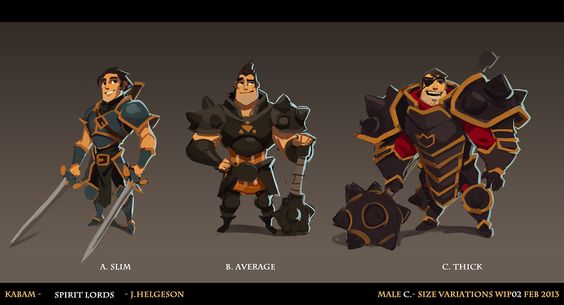 A. SLIM
B. AVERAGE
C. THICK
KABAM - SPIRIT LORDS - J.HELGESON
MALE C. - SIZE VARIATIONS WIP02 FEB 2013